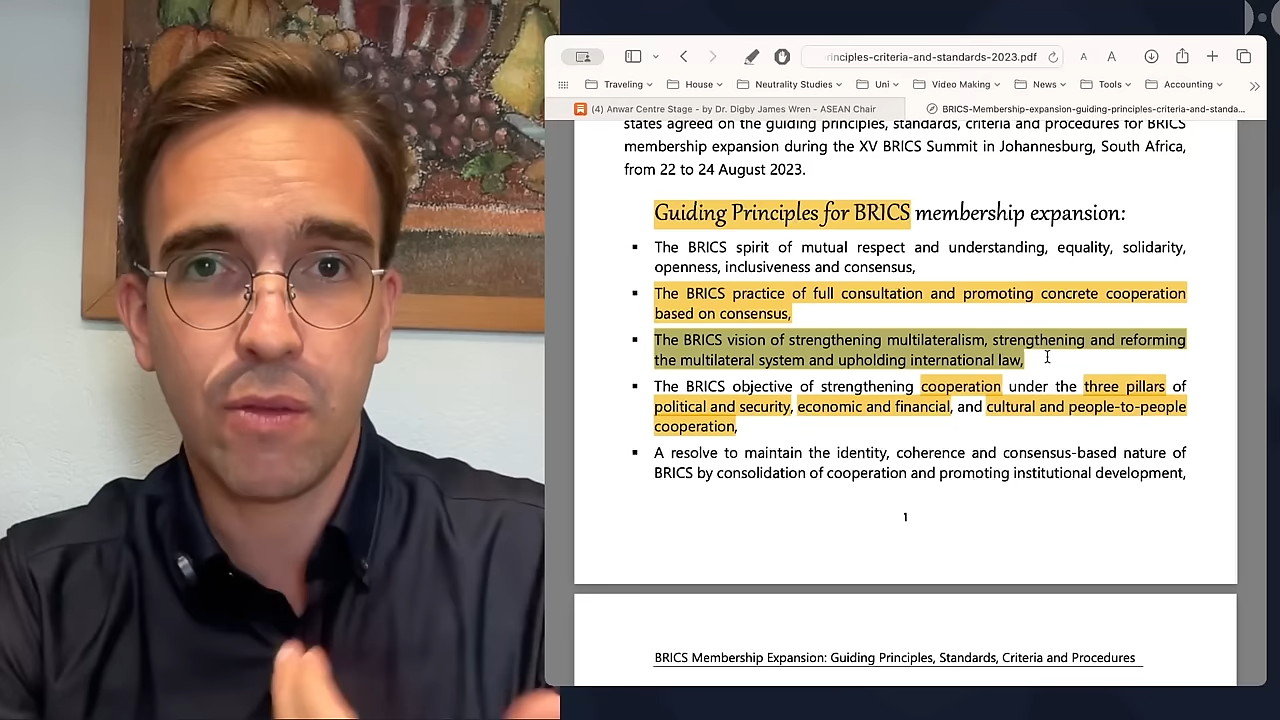 inciples-criteria-and-standards-2023.pdf
A A
Traveling House Neutrality Studies Uni Video Making News Tools Accounting
(4) Anwar Centre Stage - by Dr. Digby James Wren - ASEAN Chair
BRICS-Membership-expansion-guiding-principles-criteria-and-standa...
states agreed on the guiding principles, standards, criteria and procedures for BRICS
membership expansion during the XV BRICS Summit in Johannesburg, South Africa,
from 22 to 24 August 2023.
Guiding Principles for BRICS membership expansion:
▪ The BRICS spirit of mutual respect and understanding, equality, solidarity,
openness, inclusiveness and consensus,
▪ The BRICS practice of full consultation and promoting concrete cooperation
based on consensus,
▪ The BRICS vision of strengthening multilateralism, strengthening and reforming
the multilateral system and upholding international law,
▪ The BRICS objective of strengthening cooperation under the three pillars of
political and security, economic and financial, and cultural and people-to-people
cooperation,
▪ A resolve to maintain the identity, coherence and consensus-based nature of
BRICS by consolidation of cooperation and promoting institutional development,
1
BRICS Membership Expansion: Guiding Principles, Standards, Criteria and Procedures